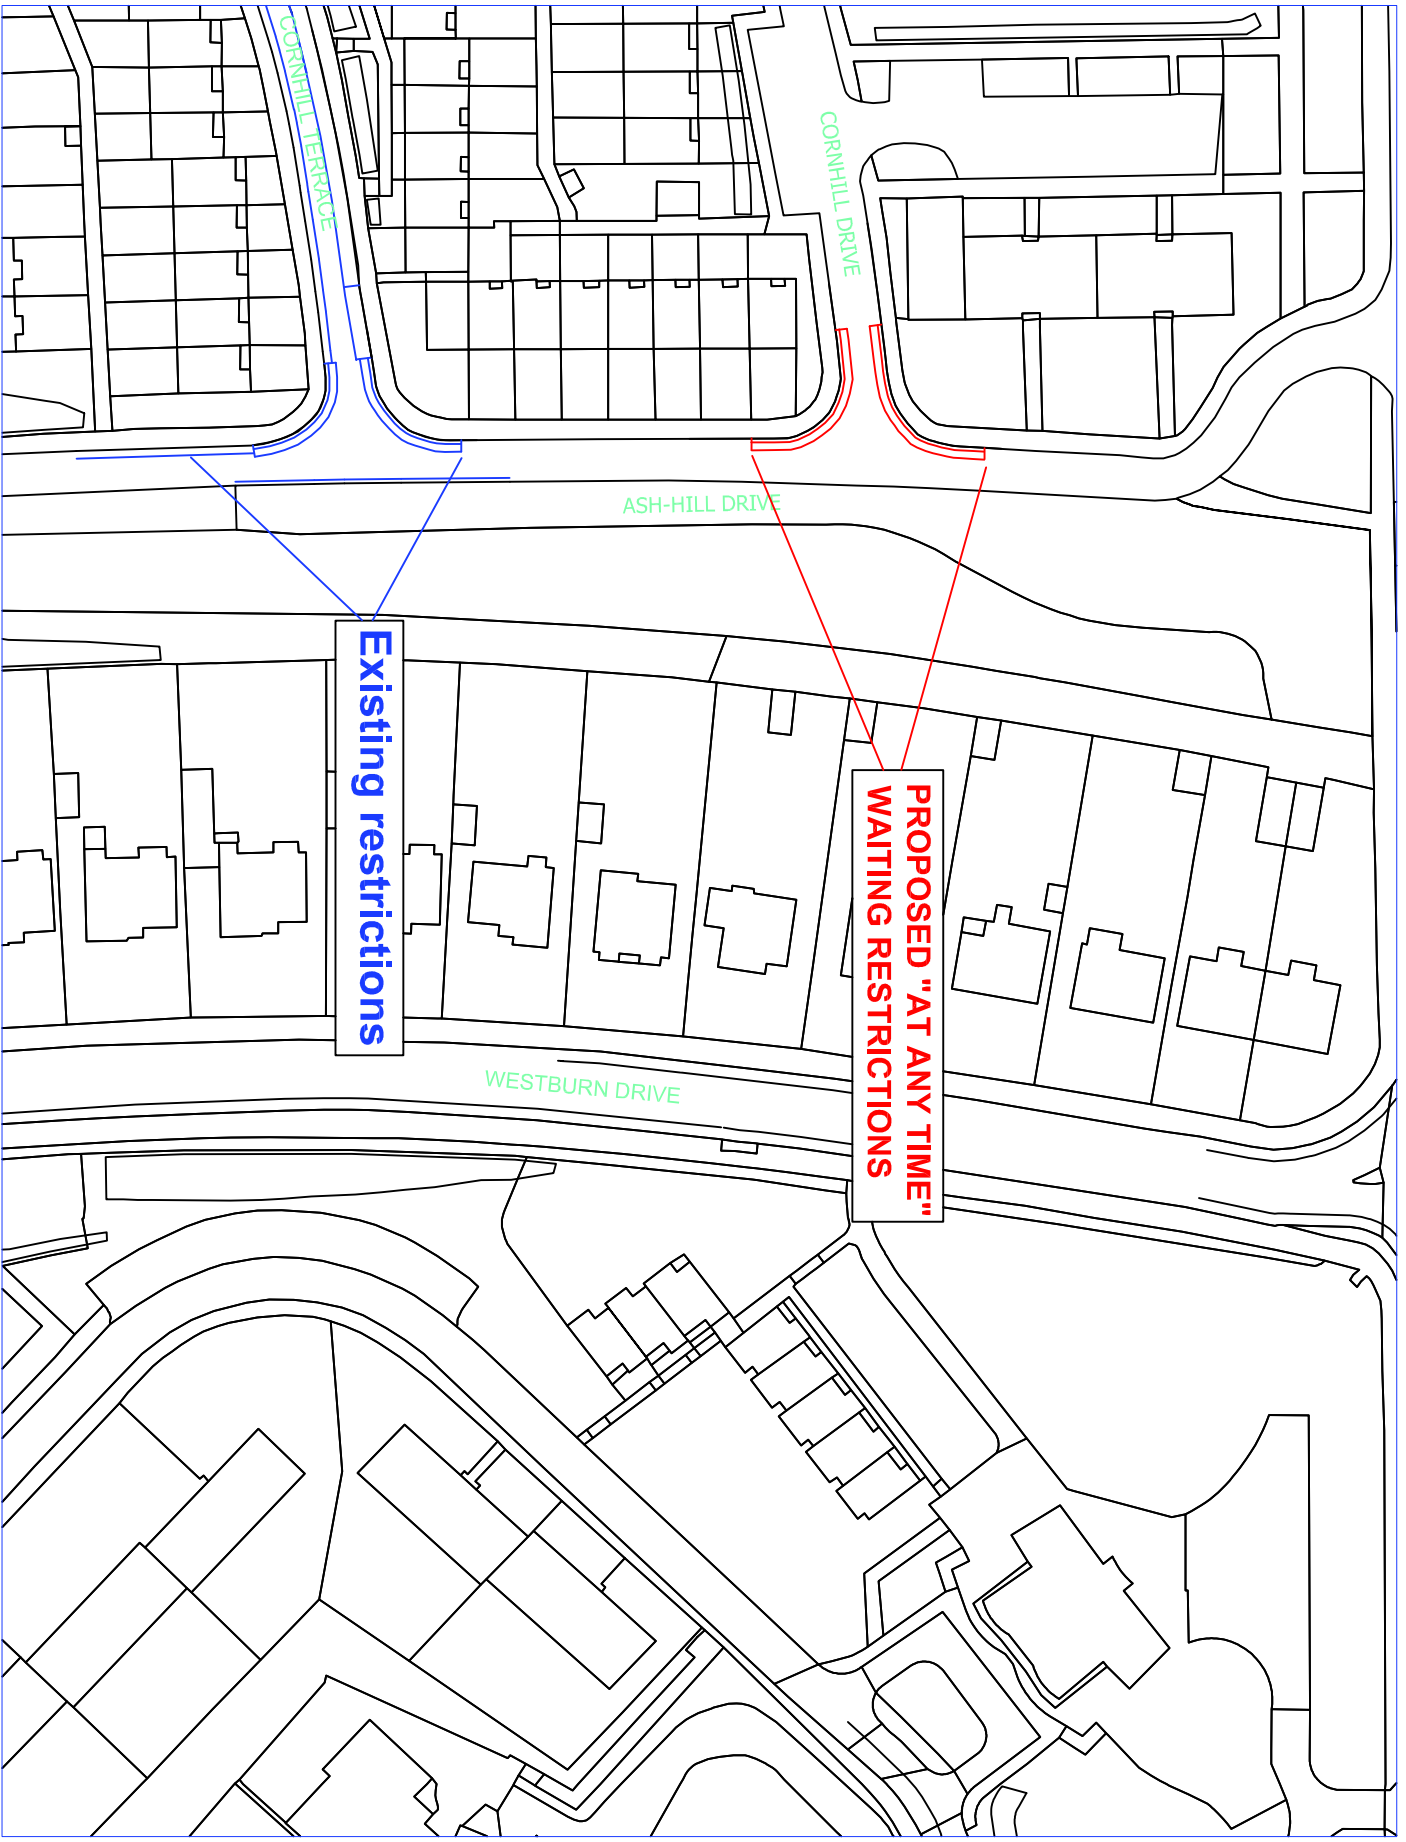 CORNHILL TERRACE
CORNHILL DRIVE
ASH-HILL DRIVE
Existing restrictions
PROPOSED "AT ANY TIME"
WAITING RESTRICTIONS
WESTBURN DRIVE